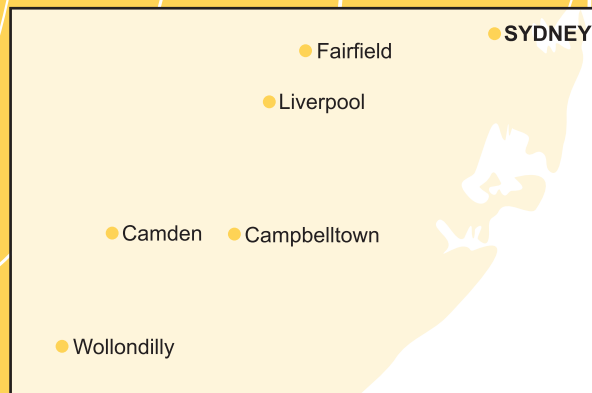 SYDNEY
Fairfield
Liverpool
Camden
Campbelltown
Wollondilly